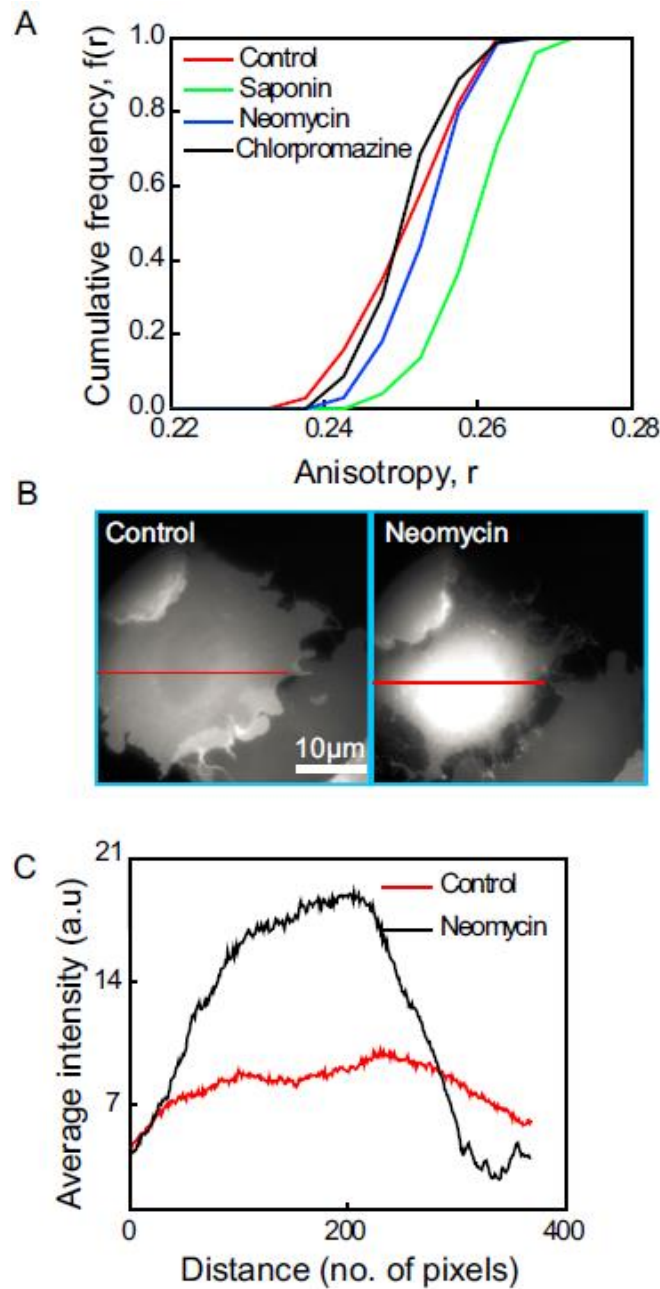 A
Cumulative frequency, f(r)
1.0
0.8
0.6
0.4
0.2
0.0
Control
Saponin
Neomycin
Chlorpromazine
0.22
0.24
0.26
0.28
Anisotropy, r
B
Control
Neomycin
10µm
C
Average intensity (a.u)
21
14
7
Control
Neomycin
0
200
400
Distance (no. of pixels)